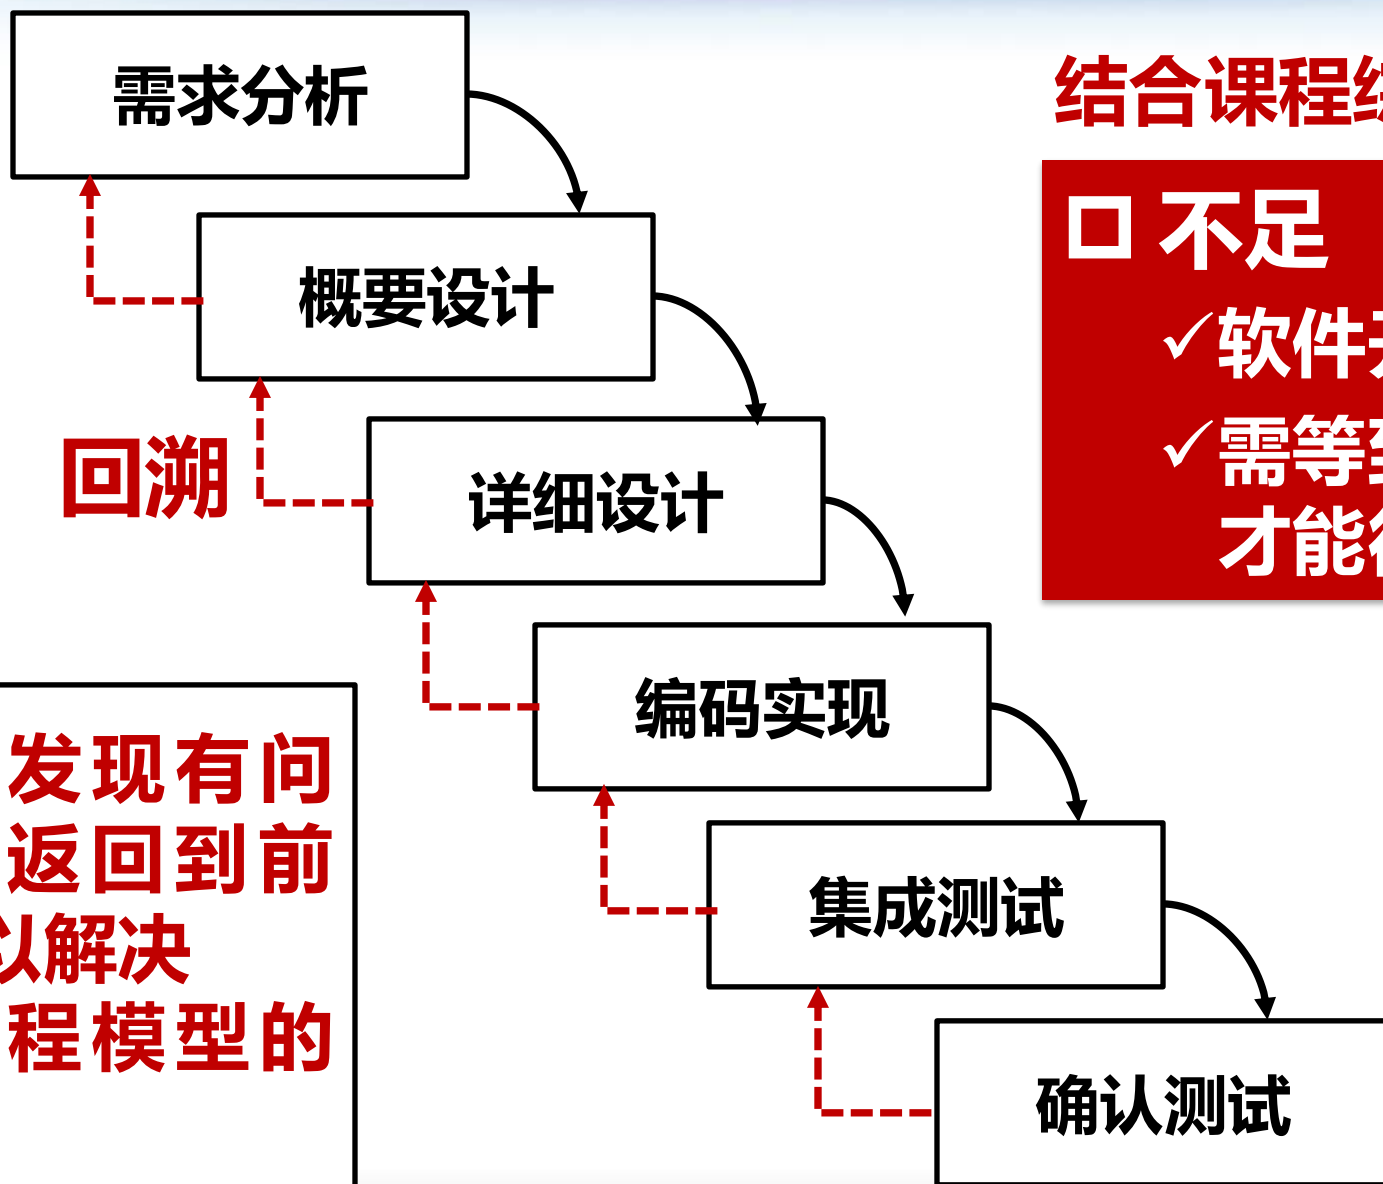 需求分析
概要设计
详细设计
编码实现
集成测试
确认测试
回溯
结合课程
不足
✓软件
✓需等
才能
发现有问
返回到前
以解决
程模型的